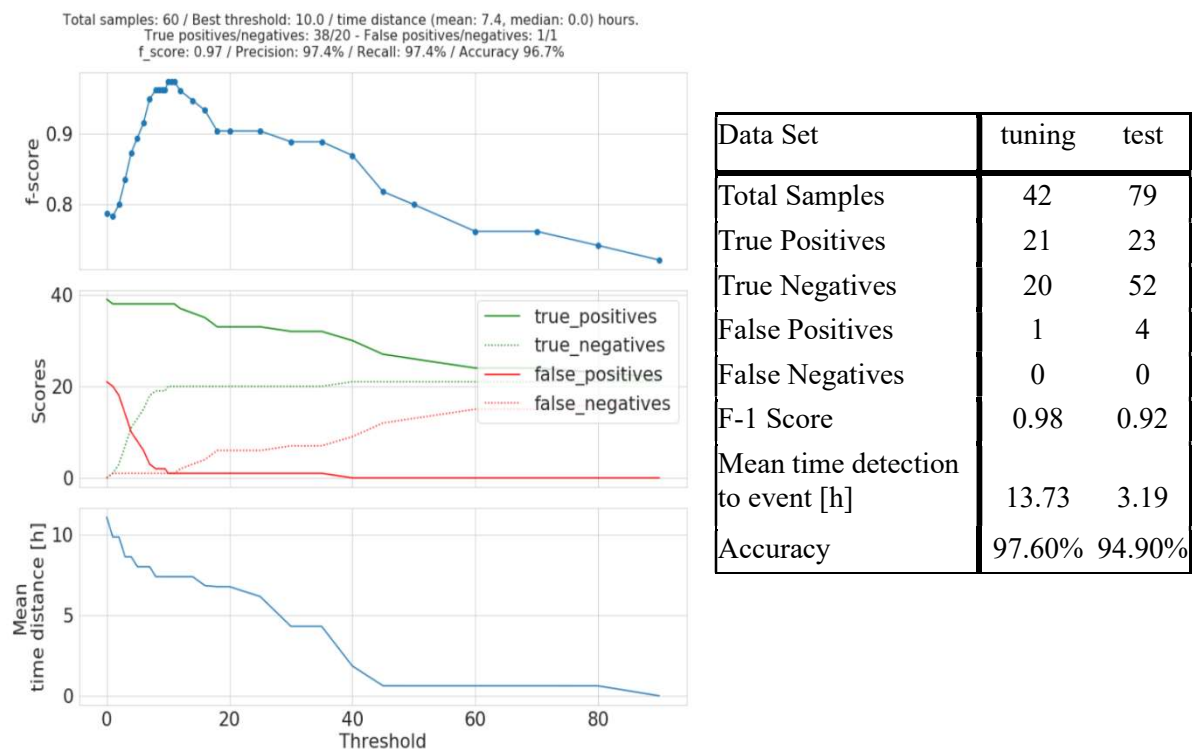 Total samples: 60 / Best threshold: 10.0 / time distance (mean: 7.4, median: 0.0) hours.
True positives/negatives: 38/20 - False positives/negatives: 1/1
f_score: 0.97 / Precision: 97.4% / Recall: 97.4% / Accuracy 96.7%
f-score
0.9
0.8
Scores
40
20
0
true_positives
true_negatives
false_positives
false_negatives
Mean
time distance [h]
10
5
0
0 20 40 60 80
Threshold
Data Set tuning test
Total Samples 42 79
True Positives 21 23
True Negatives 20 52
False Positives 1 4
False Negatives 0 0
F-1 Score 0.98 0.92
Mean time detection
to event [h] 13.73 3.19
Accuracy 97.60% 94.90%